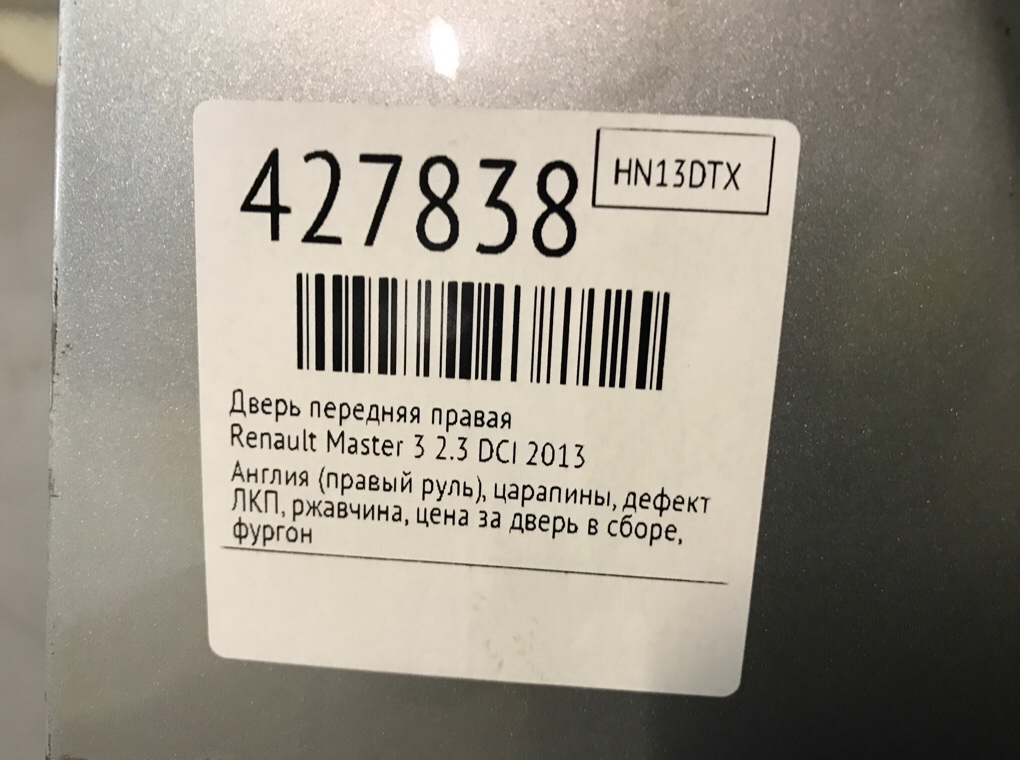 427838
HN13DTX
Дверь передняя правая
Renault Master 3 2.3 DCI 2013
Англия (правый руль), царапины, дефект
ЛКП, ржавчина, цена за дверь в сборе,
фургон